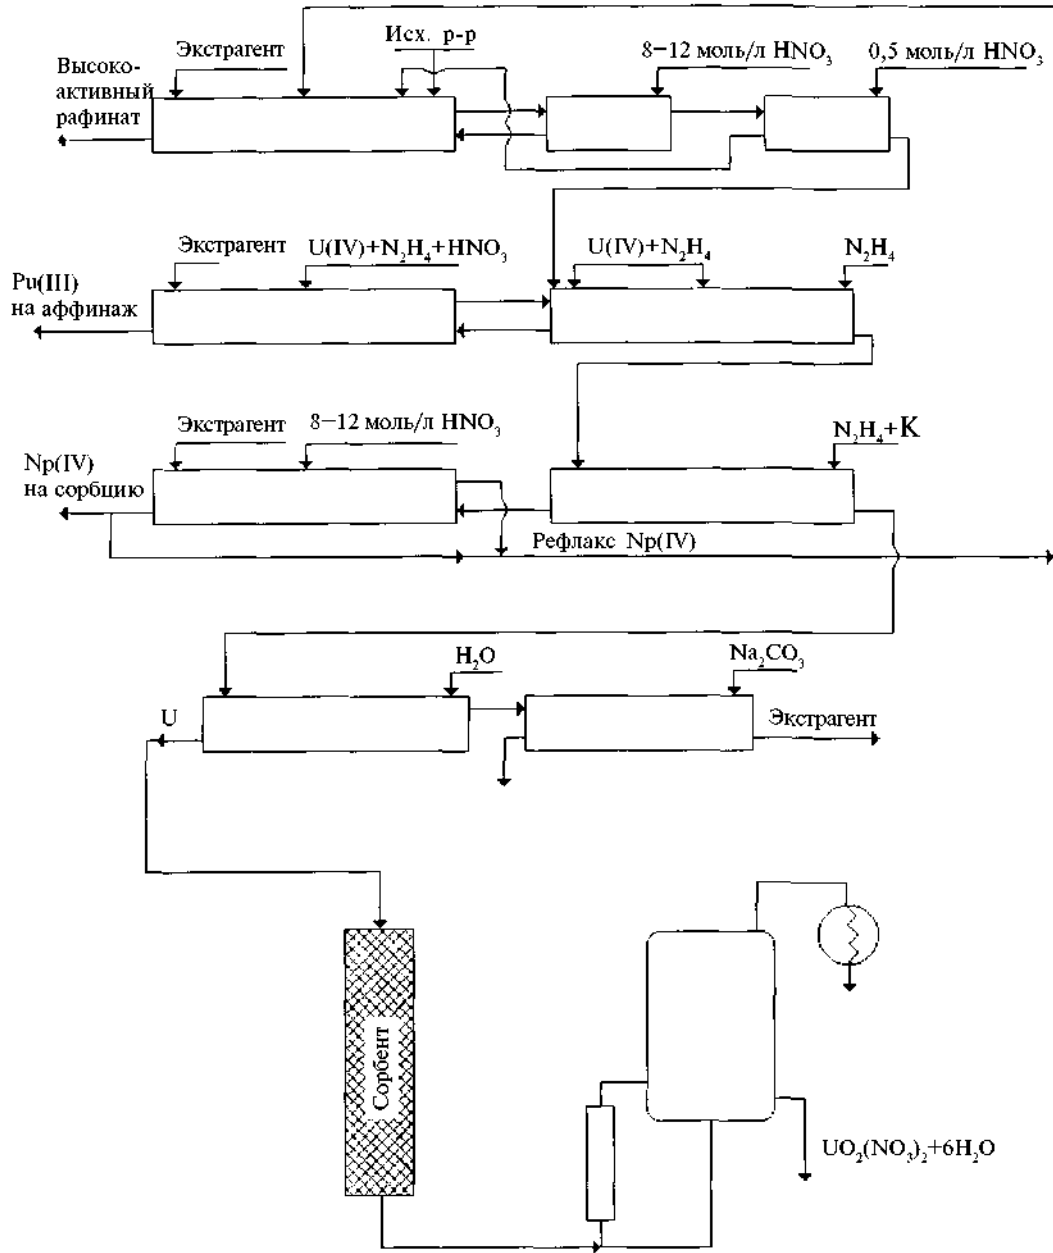 Исх. р-р
Экстрагент
8−12 моль/л HNO₃
0,5 моль/л HNO₃
Высоко-
активный
рафинат
Экстрагент
U(IV)+N₂H₄+HNO₃
U(IV)+N₂H₄
N₂H₄
Pu(III)
на аффинаж
Экстрагент
8−12 моль/л HNO₃
N₂H₄+K
Np(IV)
на сорбцию
Рефлакс Np(IV)
H₂O
Na₂CO₃
U
Экстрагент
Сорбент
UO₂(NO₃)₂+6H₂O